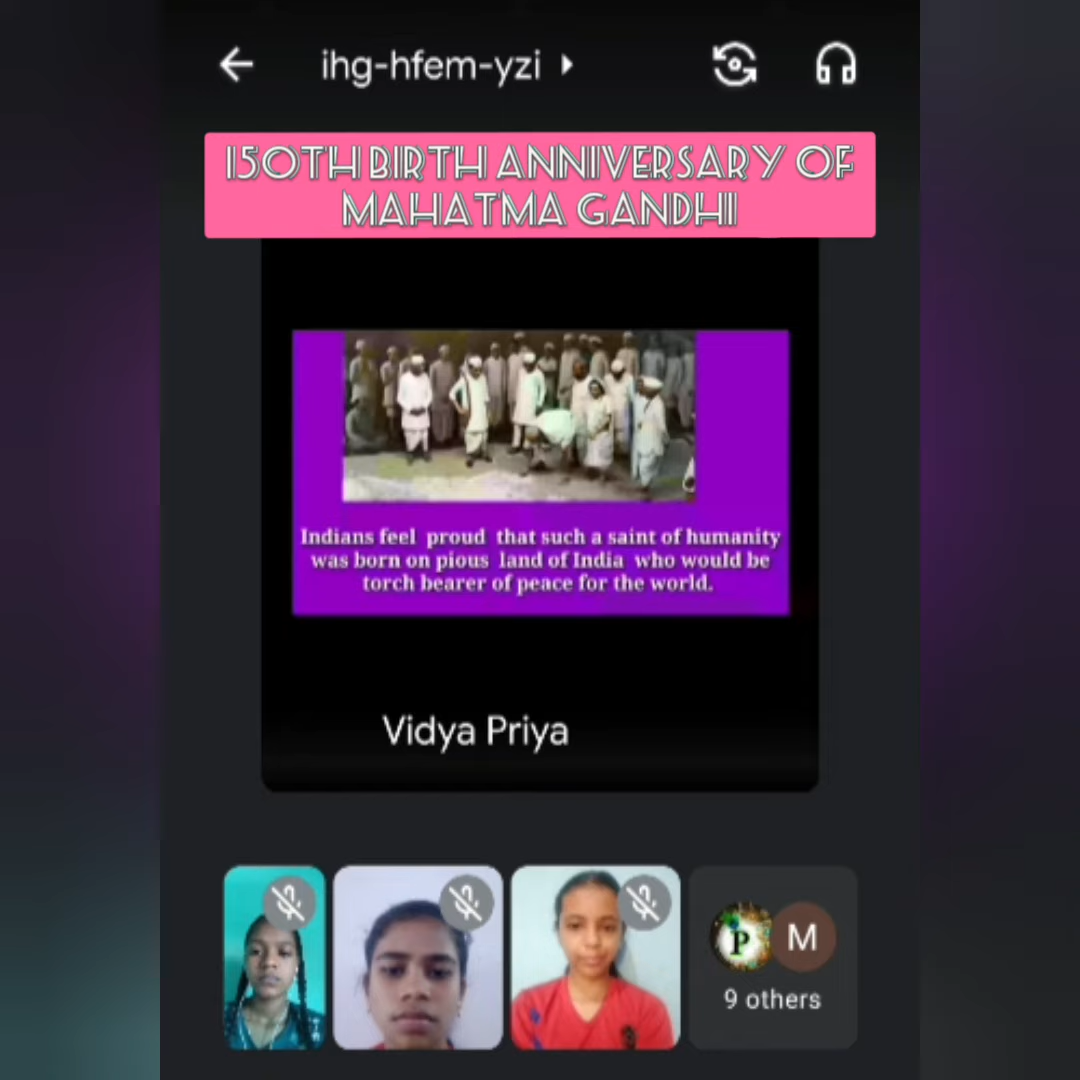 ihg-hfem-yzi
150TH BIRTH ANNIVERSARY OF
MAHATMA GANDHI
Indians feel proud that such a saint of humanity
was born on pious land of India who would be
torch bearer of peace for the world.
Vidya Priya
P M
9 others